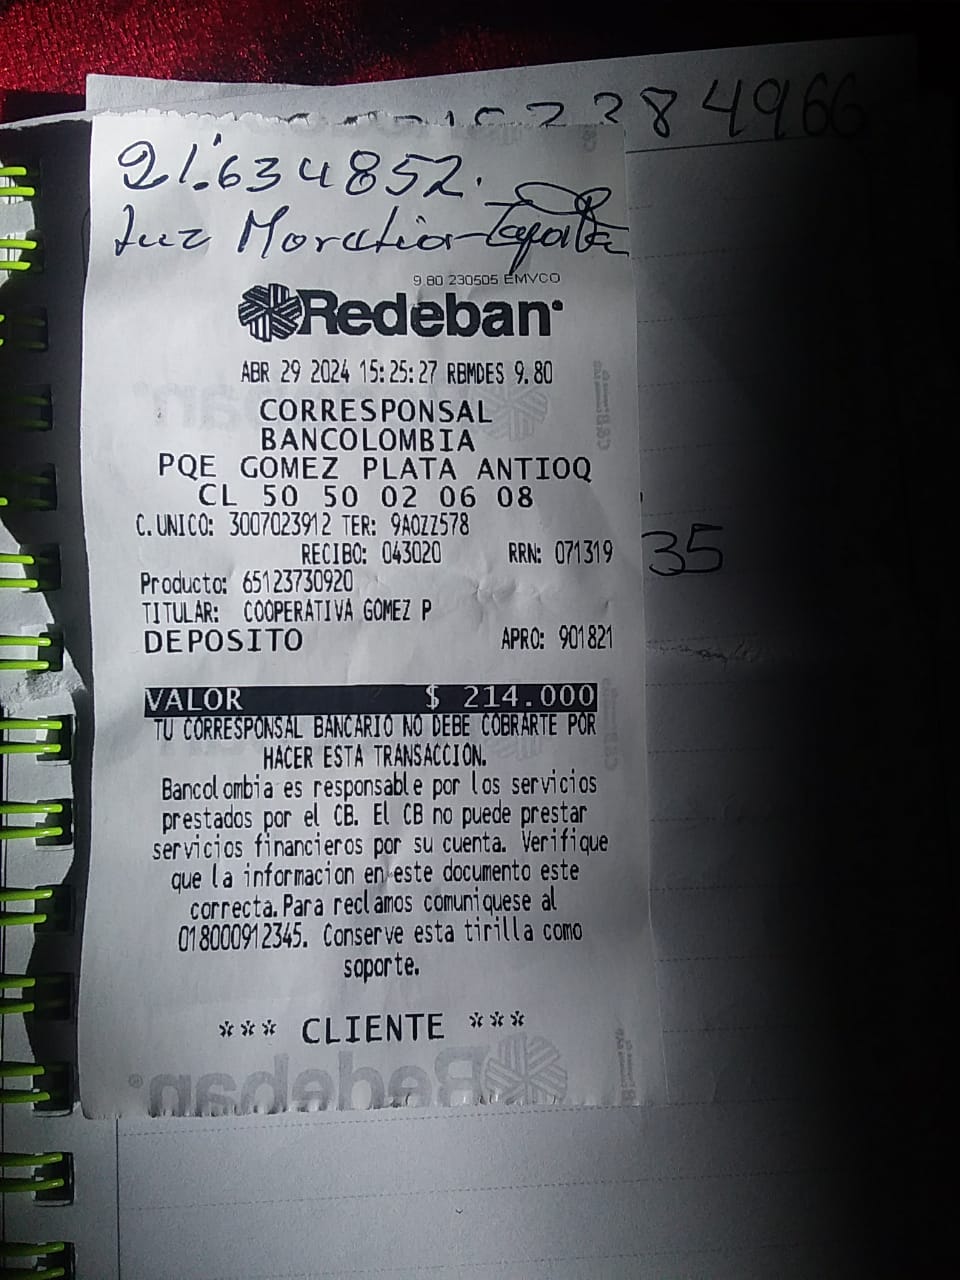 384966
21.634852.
Luz
9.80 230505 EMVCO
Redeban
ABR 29 2024 15:25:27 RBMDES 9.80
CORRESPONSAL
BANCOLOMBIA
PQE GOMEZ PLATA ANTIOQ
CL 50 50 02 06 08
C.UNICO: 3007023912 TER: 9AOZZ578
RECIBO: 043020 RRN: 071319
35
Producto: 65123730920
TITULAR: COOPERATIVA GOMEZ P
DEPOSITO APRO: 901821
VALOR $ 214.000
TU CORRESPONSAL BANCARIO NO DEBE COBRARTE POR
HACER ESTA TRANSACCION.
Bancolombia es responsable por los servicios
prestados por el CB. El CB no puede prestar
servicios financieros por su cuenta. Verifique
que la informacion en este documento este
correcta.Para reclamos comuniquese al
018000912345. Conserve esta tirilla como
soporte.
*** CLIENTE ***
Redeban